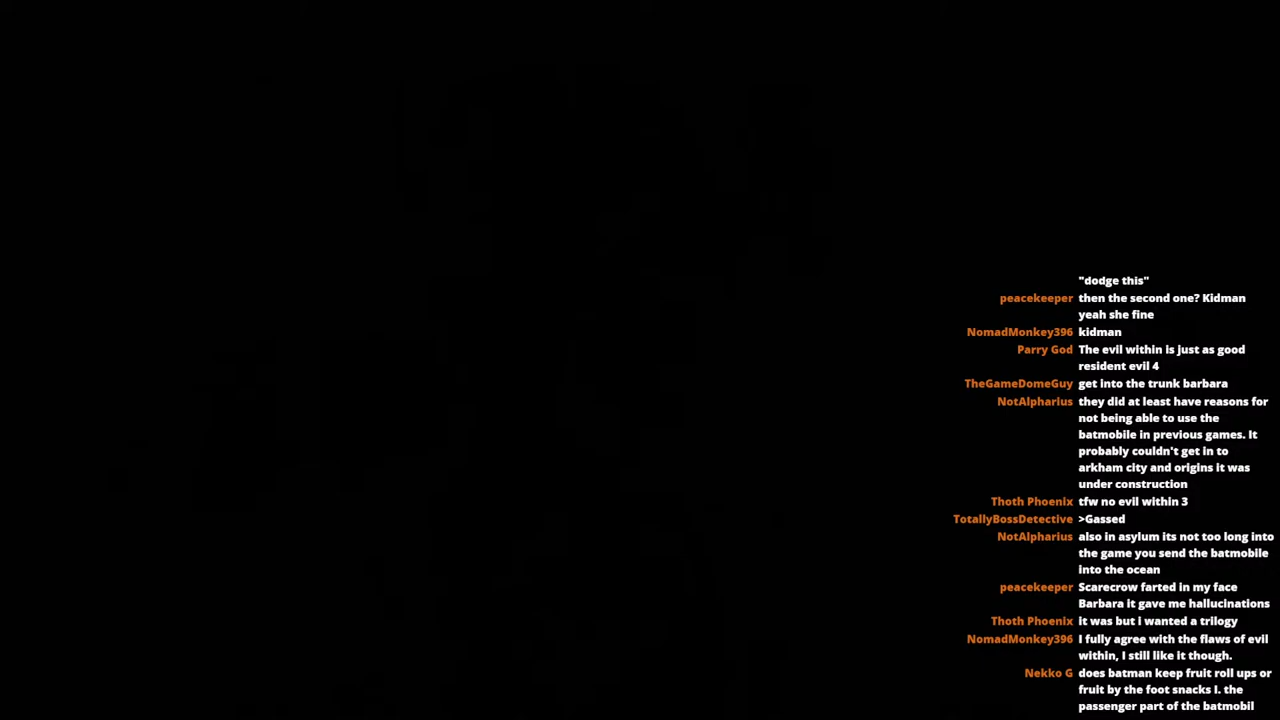 "dodge this"
peacekeeper then the second one? Kidman
yeah she fine
NomadMonkey396 kidman
Parry God The evil within is just as good
resident evil 4
TheGameDomeGuy get into the trunk barbara
NotAlpharius they did at least have reasons for
not being able to use the
batmobile in previous games. It
probably couldn't get in to
arkham city and origins it was
under construction
Thoth Phoenix tfw no evil within 3
TotallyBossDetective >Gassed
NotAlpharius also in asylum its not too long into
the game you send the batmobile
into the ocean
peacekeeper Scarecrow farted in my face
Barbara it gave me hallucinations
Thoth Phoenix it was but i wanted a trilogy
NomadMonkey396 I fully agree with the flaws of evil
within, I still like it though.
Nekko G does batman keep fruit roll ups or
fruit by the foot snacks I. the
passenger part of the batmobil